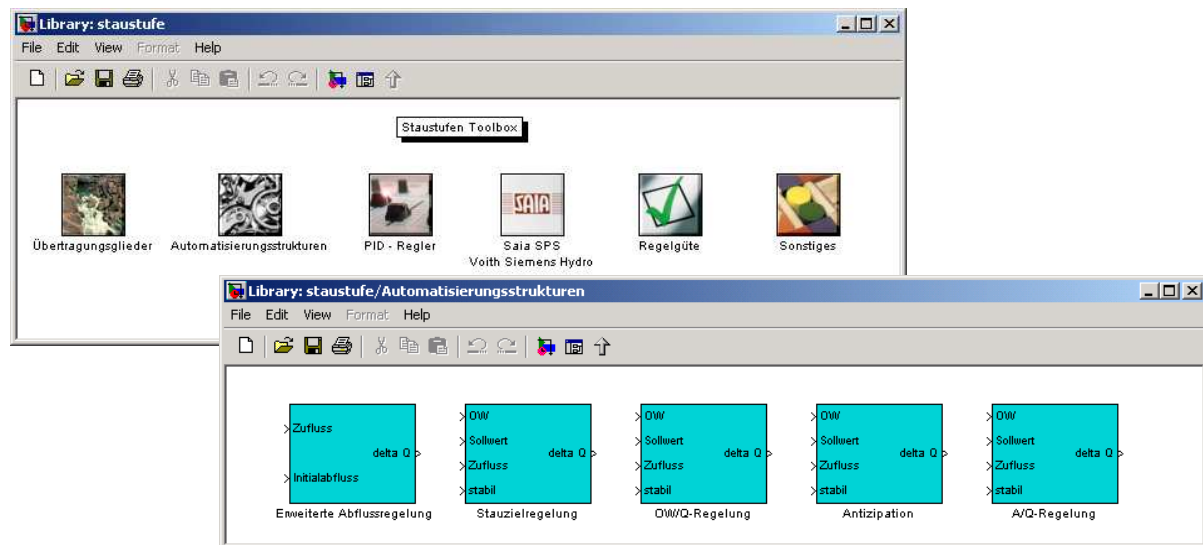 Library: staustufe
File Edit View Format Help
Staustufen Toolbox
SAIA
Übertragungsglieder Automatisierungsstrukturen PID - Regler Saia SPS Regelgüte Sonstiges
Voith Siemens Hydro
Library: staustufe/Automatisierungsstrukturen
File Edit View Format Help
Zufluss
Initialabfluss
delta Q
Erweiterte Abflussregelung
OW
Sollwert
Zufluss
stabil
delta Q
Stauzielregelung
OW
Sollwert
Zufluss
stabil
delta Q
OW/Q-Regelung
OW
Sollwert
Zufluss
stabil
delta Q
Antizipation
OW
Sollwert
Zufluss
stabil
delta Q
A/Q-Regelung